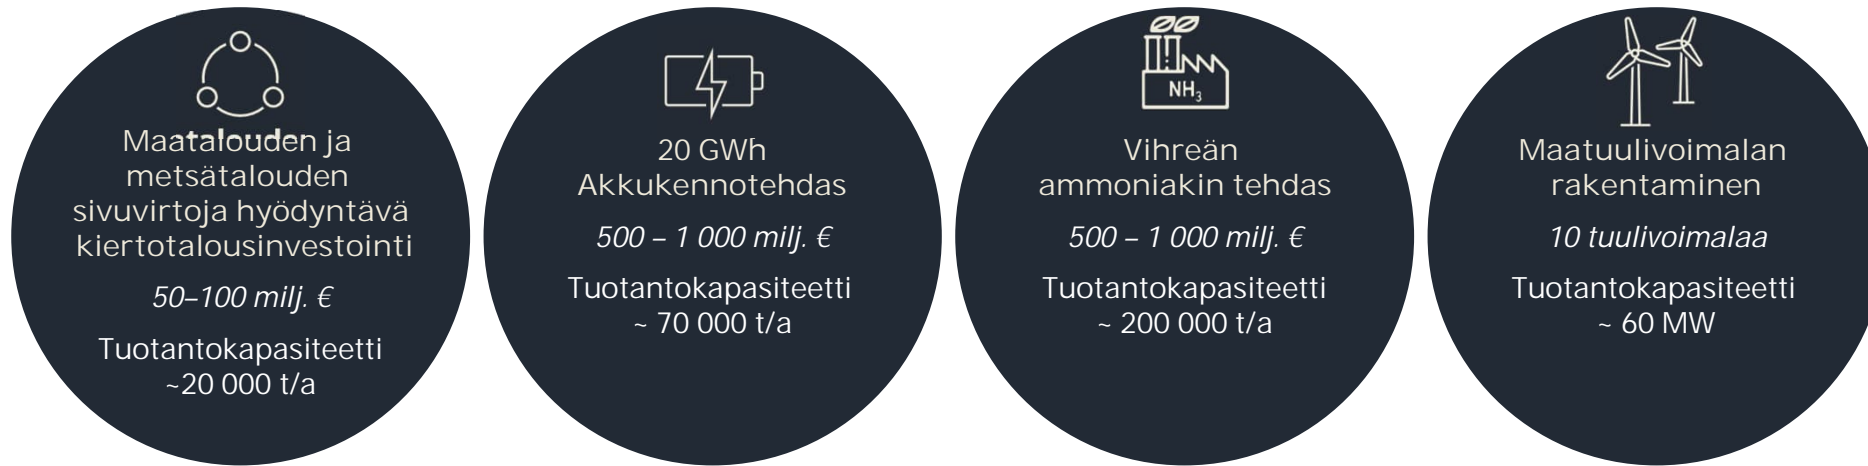 Maatalouden ja
metsätalouden
sivuvirtoja hyödyntävä
kiertotalousinvestointi
50–100 milj. €
Tuotantokapasiteetti
~20 000 t/a
20 GWh
Akkukennotehdas
500 – 1 000 milj. €
Tuotantokapasiteetti
~ 70 000 t/a
NH₃
Vihreän
ammoniakin tehdas
500 – 1 000 milj. €
Tuotantokapasiteetti
~ 200 000 t/a
Maatuulivoimalan
rakentaminen
10 tuulivoimalaa
Tuotantokapasiteetti
~ 60 MW